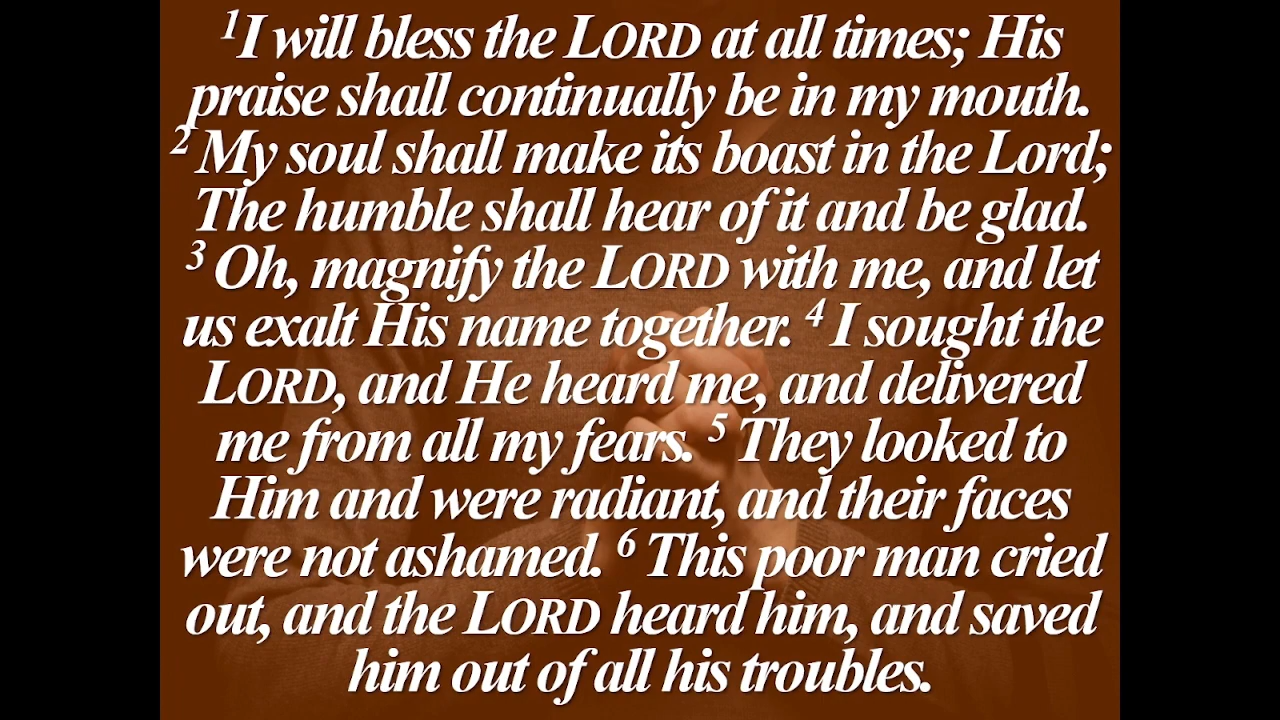 ¹I will bless the LORD at all times; His
praise shall continually be in my mouth.
² My soul shall make its boast in the Lord;
The humble shall hear of it and be glad.
³ Oh, magnify the LORD with me, and let
us exalt His name together. ⁴ I sought the
LORD, and He heard me, and delivered
me from all my fears. ⁵ They looked to
Him and were radiant, and their faces
were not ashamed. ⁶ This poor man cried
out, and the LORD heard him, and saved
him out of all his troubles.